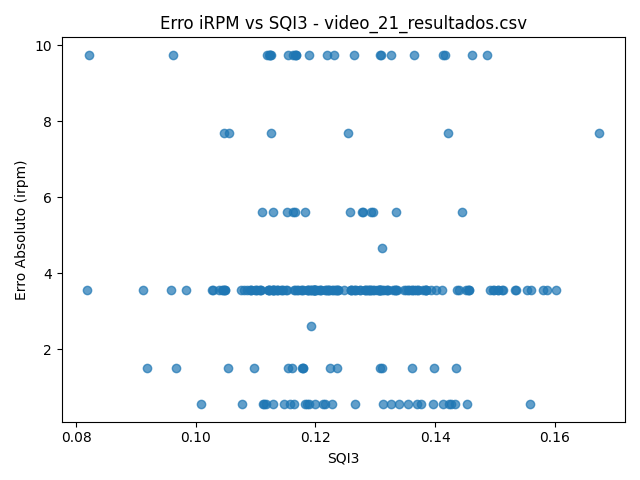 Erro iRPM vs SQI3 - video_21_resultados.csv
Erro Absoluto (irpm)
10
8
6
4
2
0.08 0.10 0.12 0.14 0.16
SQI3